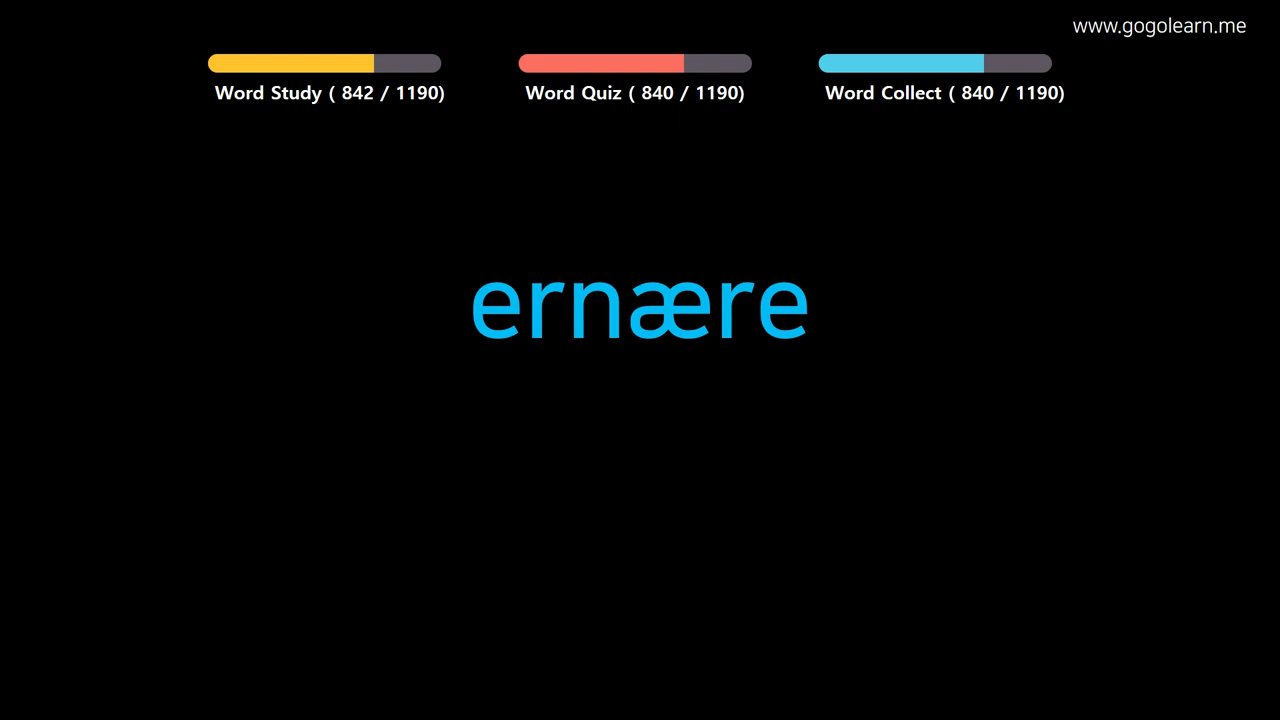 www.gogolearn.me
Word Study ( 842 / 1190)
Word Quiz ( 840 / 1190)
Word Collect ( 840 / 1190)
ernære